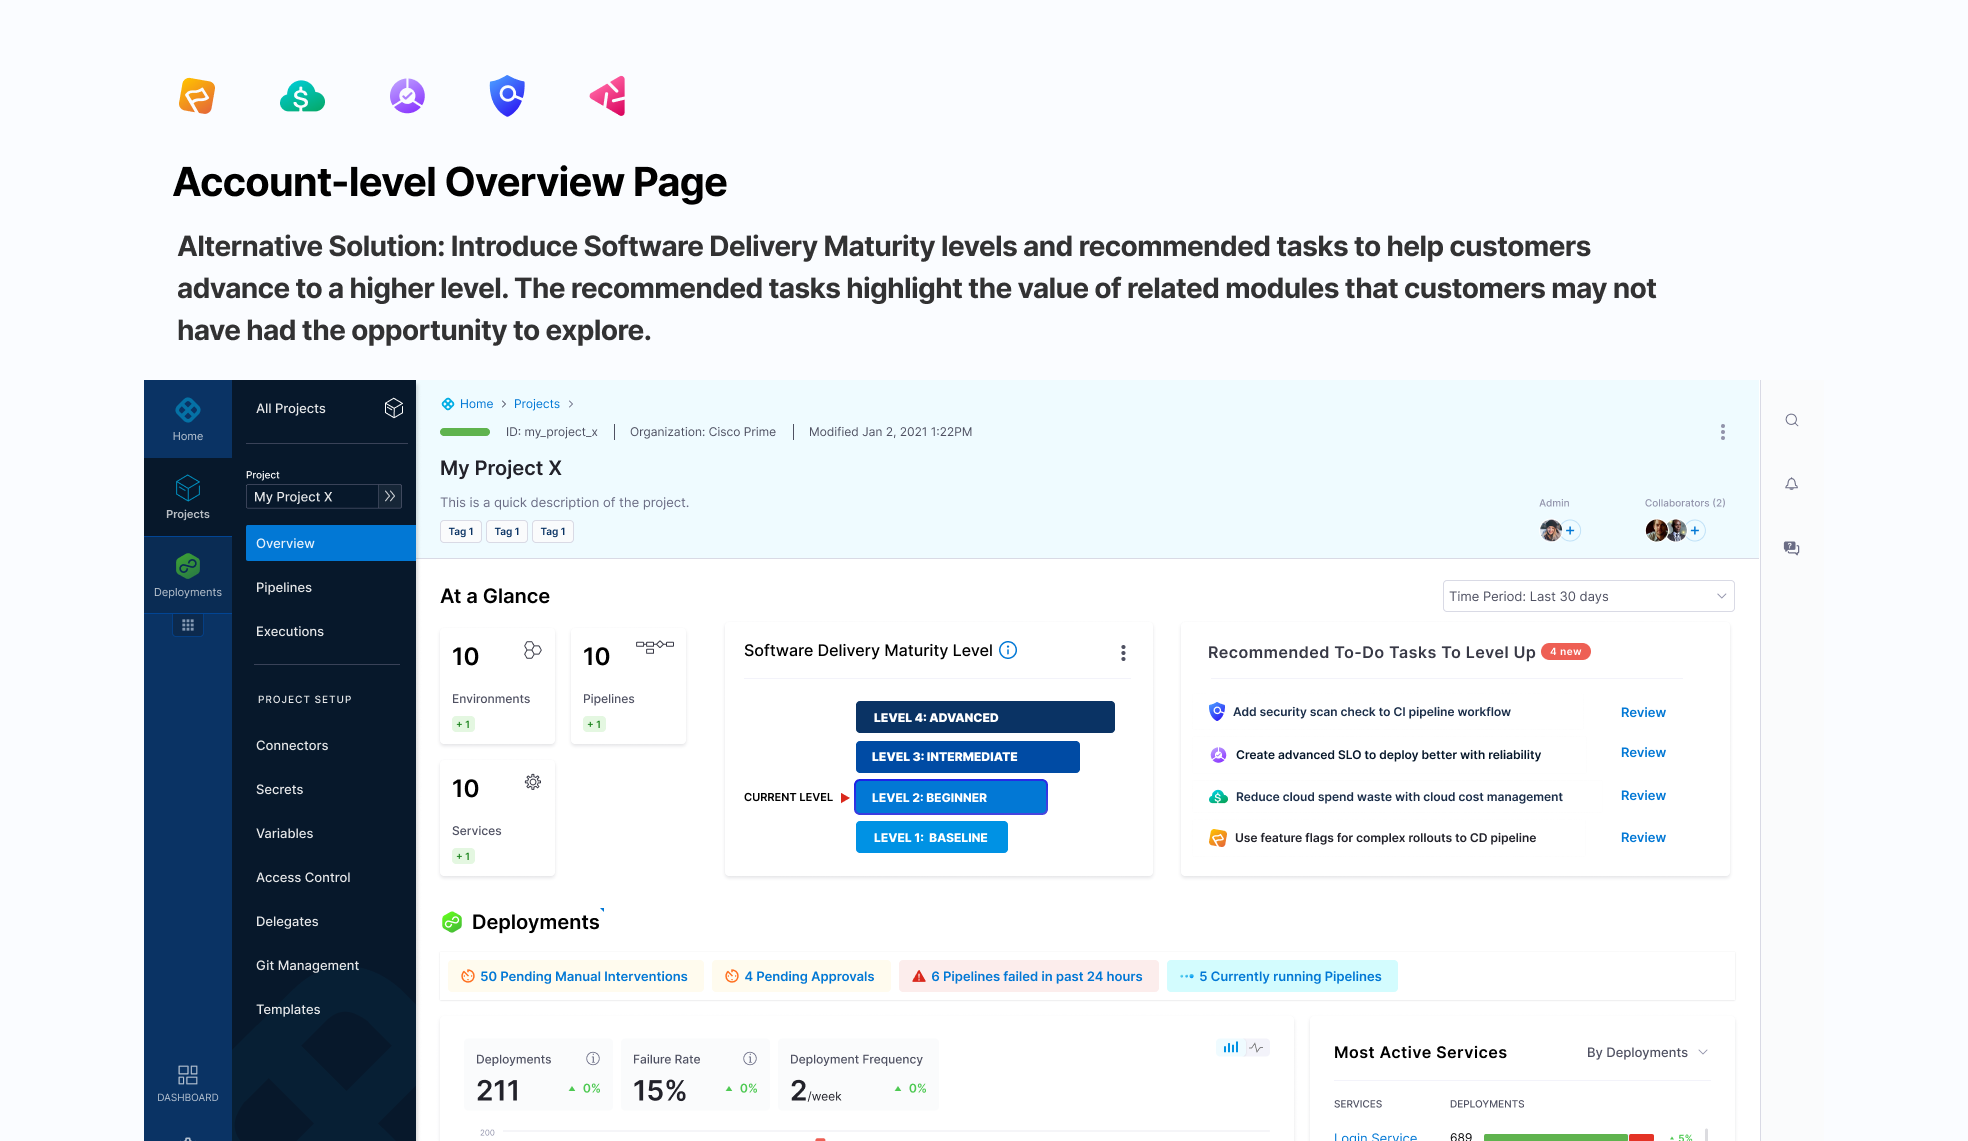 Account-level Overview Page
Alternative Solution: Introduce Software Delivery Maturity levels and recommended tasks to help customers
advance to a higher level. The recommended tasks highlight the value of related modules that customers may not
have had the opportunity to explore.
Home
Projects
Deployments
DASHBOARD
All Projects
Project
My Project X
Overview
Pipelines
Executions
PROJECT SETUP
Connectors
Secrets
Variables
Access Control
Delegates
Git Management
Templates
Home > Projects >
ID: my_project_x | Organization: Cisco Prime | Modified Jan 2, 2021 1:22PM
My Project X
This is a quick description of the project.
Tag 1 Tag 1 Tag 1
Admin
Collaborators (2)
At a Glance
Time Period: Last 30 days
10
Environments
+ 1
10
Pipelines
+ 1
10
Services
+ 1
Software Delivery Maturity Level
LEVEL 4: ADVANCED
LEVEL 3: INTERMEDIATE
CURRENT LEVEL
LEVEL 2: BEGINNER
LEVEL 1: BASELINE
Recommended To-Do Tasks To Level Up 4 new
Add security scan check to CI pipeline workflow Review
Create advanced SLO to deploy better with reliability Review
Reduce cloud spend waste with cloud cost management Review
Use feature flags for complex rollouts to CD pipeline Review
Deployments
50 Pending Manual Interventions
4 Pending Approvals
6 Pipelines failed in past 24 hours
5 Currently running Pipelines
Deployments
211
0%
Failure Rate
15%
0%
Deployment Frequency
2/week
0%
200
Most Active Services
By Deployments
SERVICES DEPLOYMENTS
Login Service 689 5%